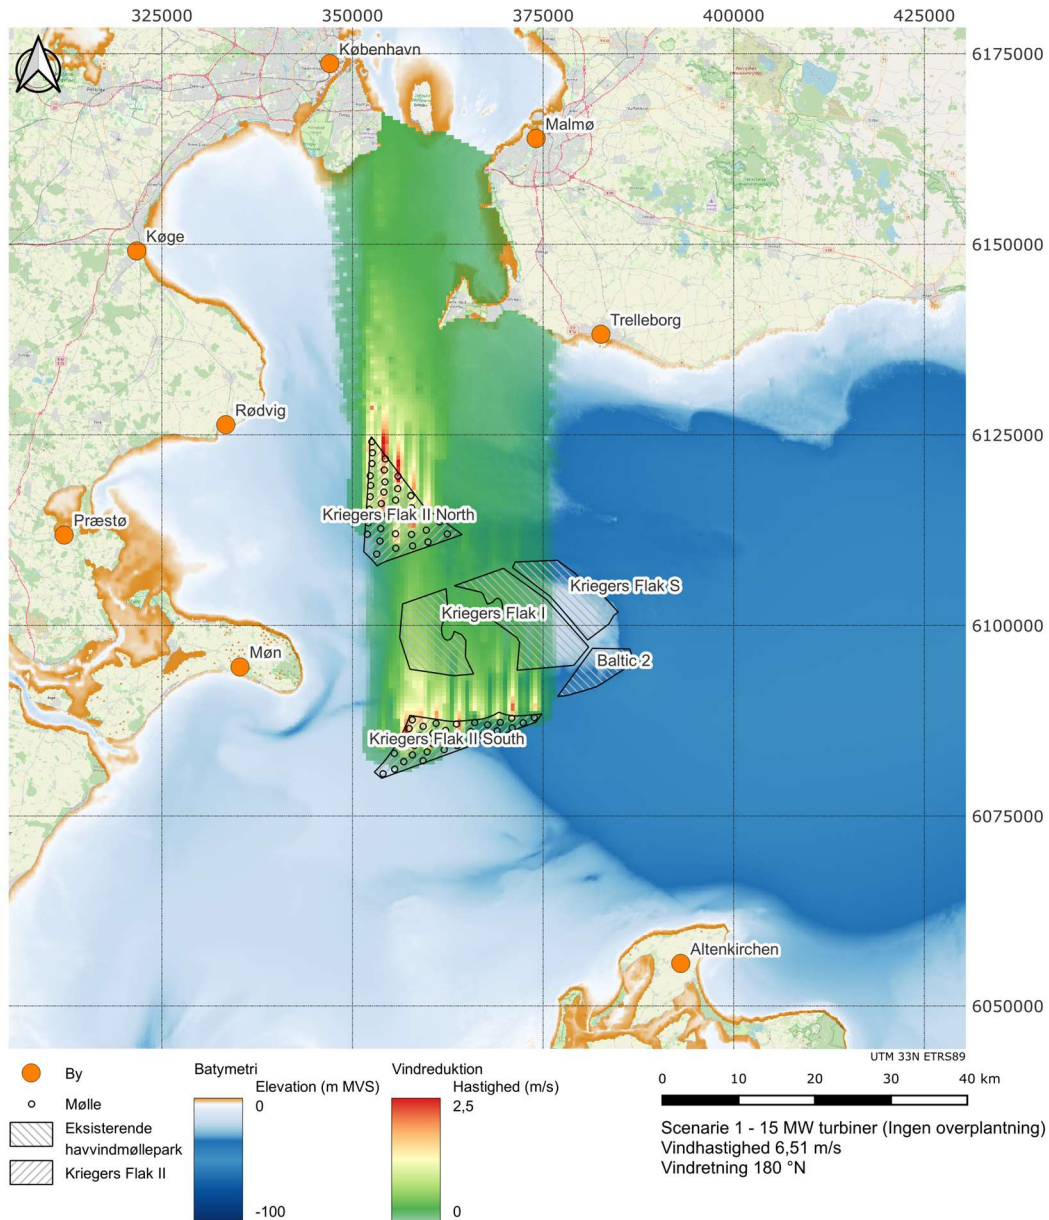 325000 350000 375000 400000 425000
København
6175000
Malmø
Køge
6150000
Trelleborg
Rødvig
6125000
Kriegers Flak II North
Præstø
Kriegers Flak S
Kriegers Flak I
6100000
Baltic 2
Møn
Kriegers Flak II South
6075000
Altenkirchen
6050000
UTM 33N ETRS89
By
Mølle
Eksisterende
havvindmøllepark
Kriegers Flak II
Batymetri
Elevation (m MVS)
0
-100
Vindreduktion
Hastighed (m/s)
2,5
0
0 10 20 30 40 km
Scenarie 1 - 15 MW turbiner (Ingen overplantning)
Vindhastighed 6,51 m/s
Vindretning 180 °N